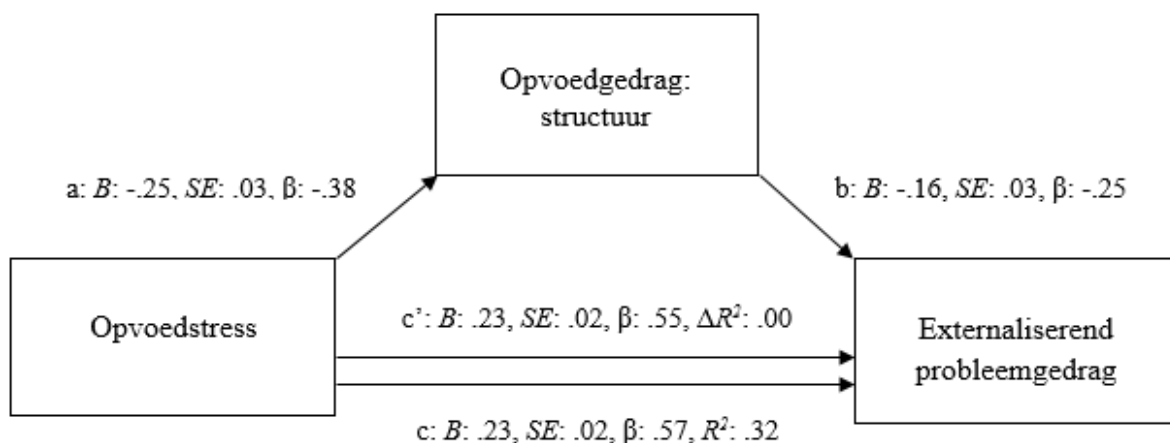 Opvoedgedrag:
structuur
a: B: -.25, SE: .03, β: -.38
b: B: -.16, SE: .03, β: -.25
Opvoedstress
c’: B: .23, SE: .02, β: .55, ΔR²: .00
Externaliserend
probleemgedrag
c: B: .23, SE: .02, β: .57, R²: .32